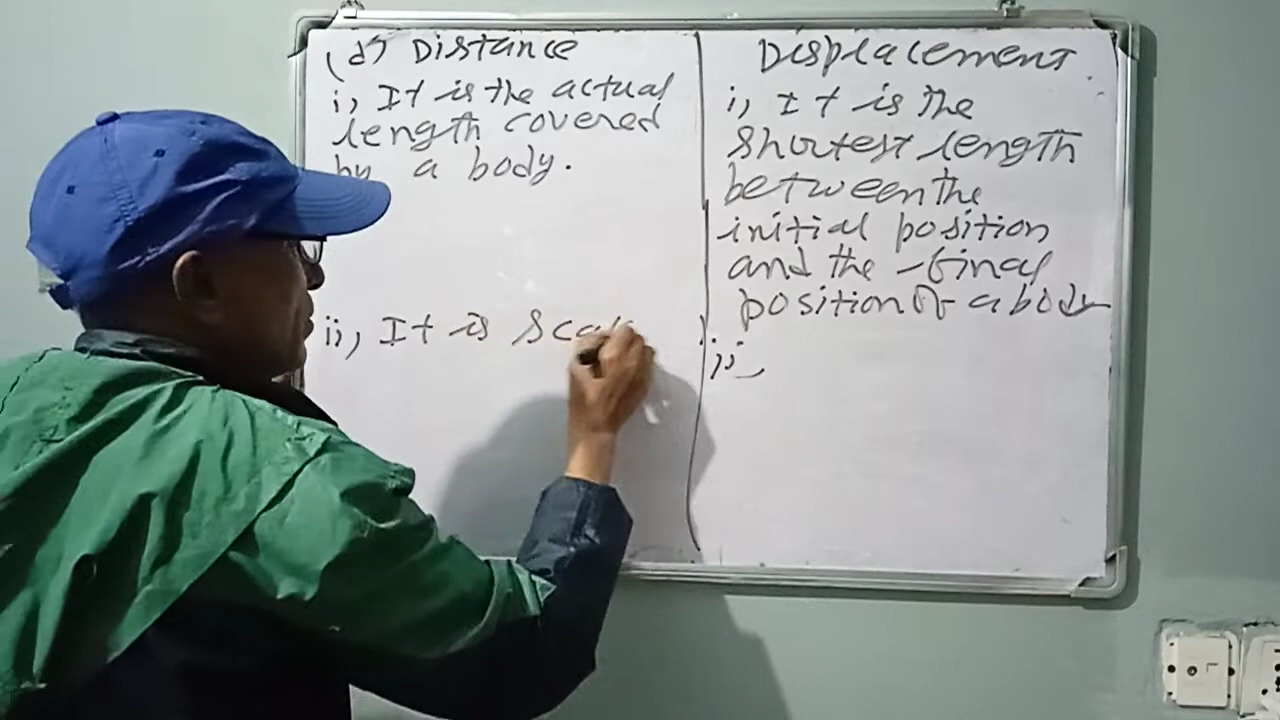 (d) Distance
i, It is the actual
length covered
by a body.
ii, It is
Displacement
i, It is the
shortest length
between the
initial position
and the final
position of a body
ii,